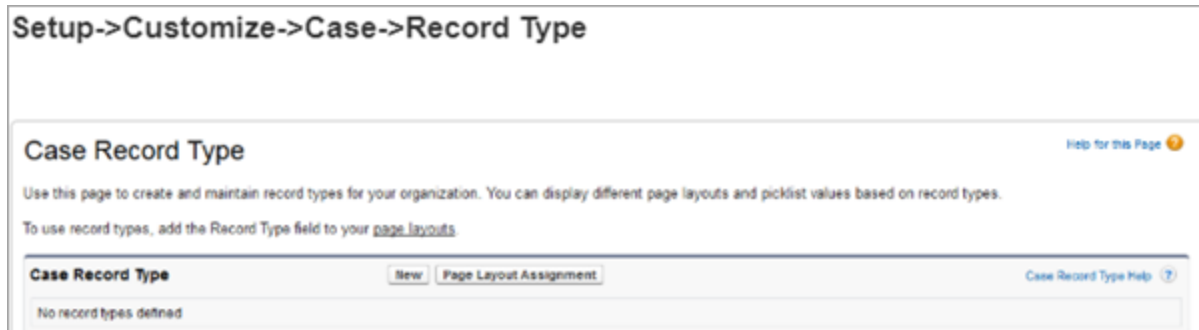 Setup->Customize->Case->Record Type
Case Record Type
Help for this Page ?
Use this page to create and maintain record types for your organization. You can display different page layouts and picklist values based on record types.
To use record types, add the Record Type field to your page layouts.
Case Record Type New Page Layout Assignment Case Record Type Help ?
No record types defined